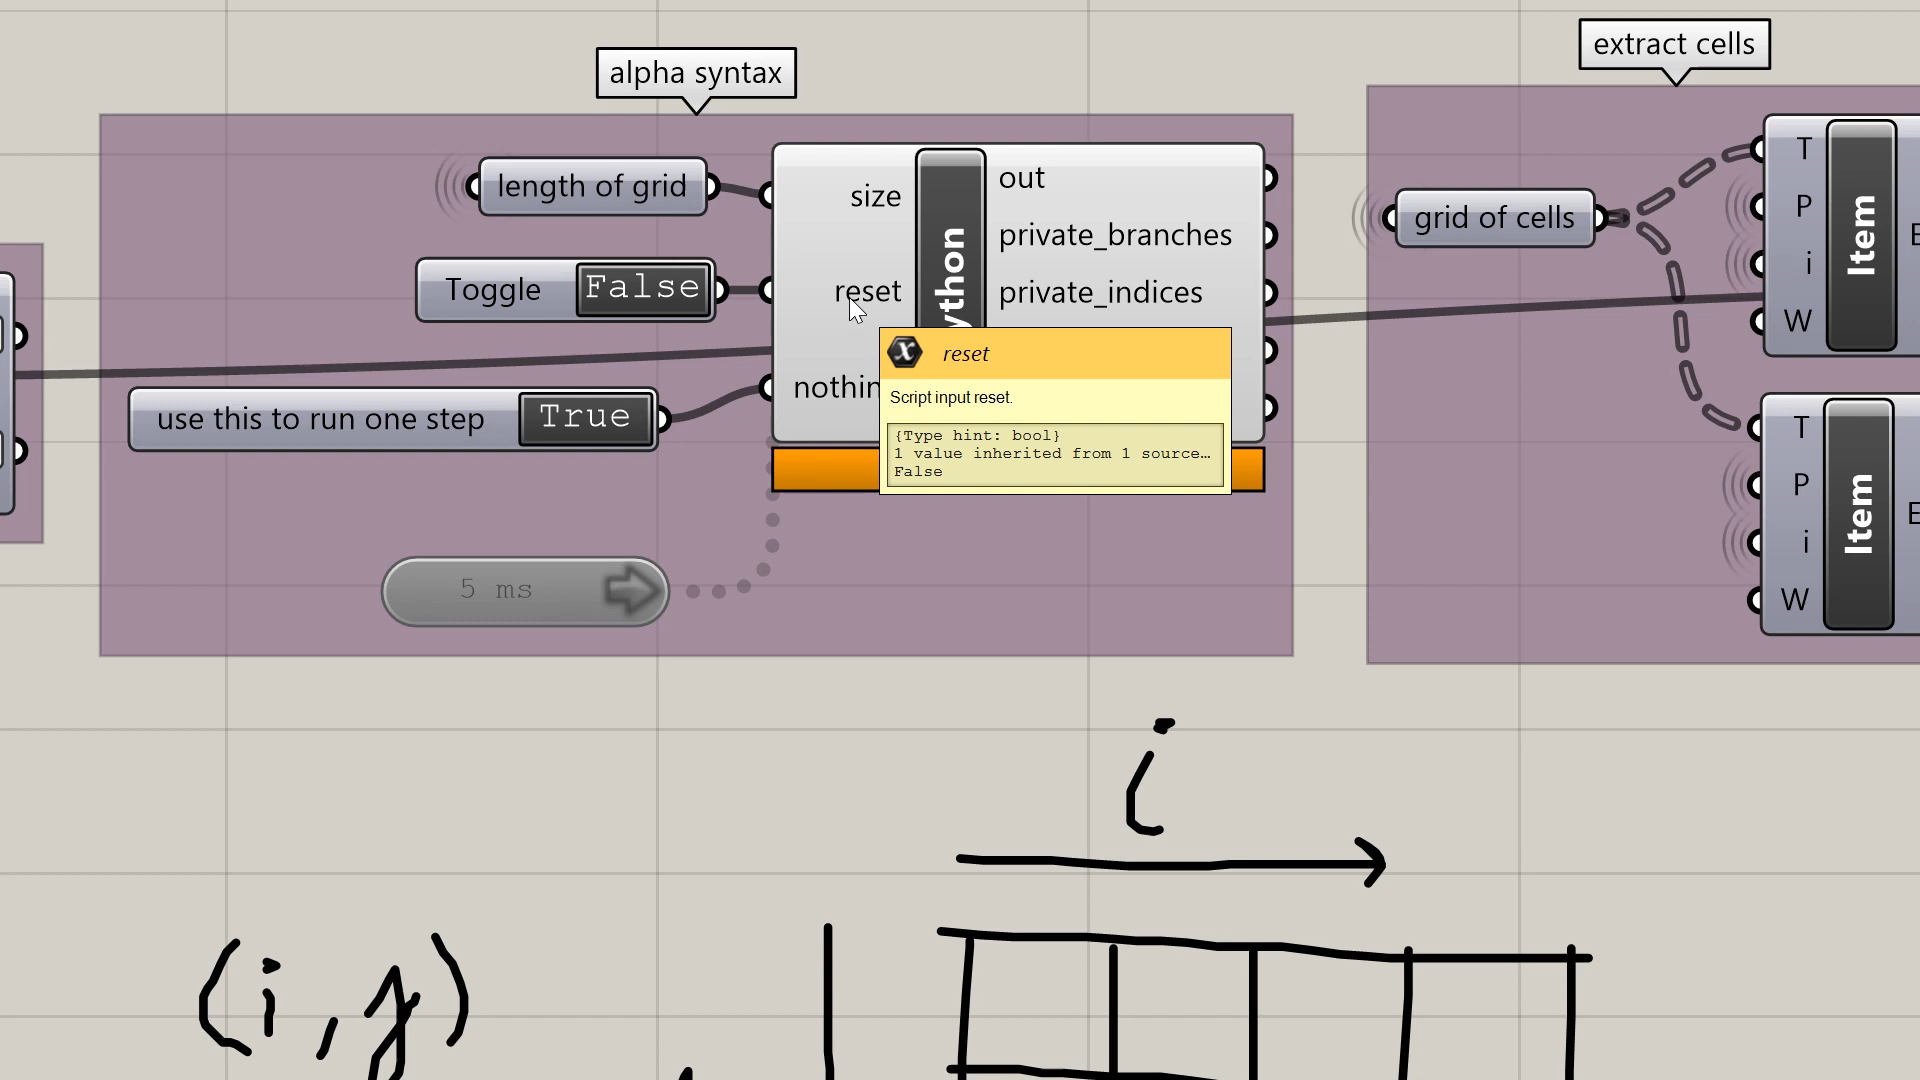 extract cells
alpha syntax
length of grid
size
out
private_branches
reset
private_indices
Toggle
False
use this to run one step
True
5 ms
reset
Script input reset.
{Type hint: bool}
1 value inherited from 1 source…
False
grid of cells
T
P
i
W
Item
T
P
i
W
Item
i
(i,j)